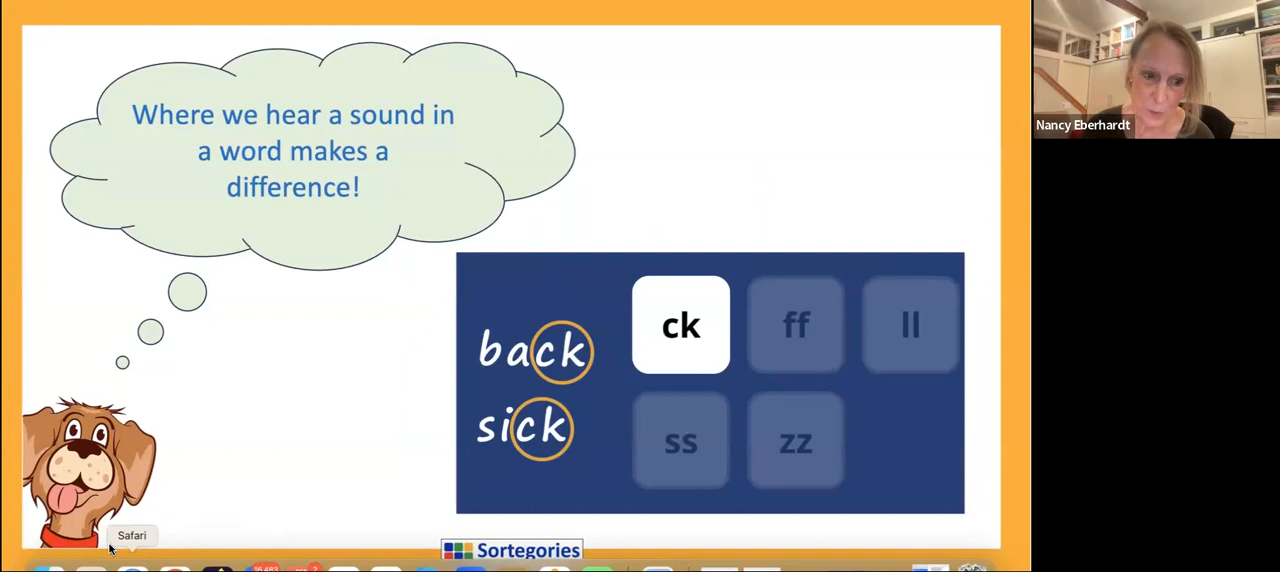 Where we hear a sound in
a word makes a
difference!
Nancy Eberhardt
back
sick
ck
ff
ll
ss
zz
Safari
Sortegories